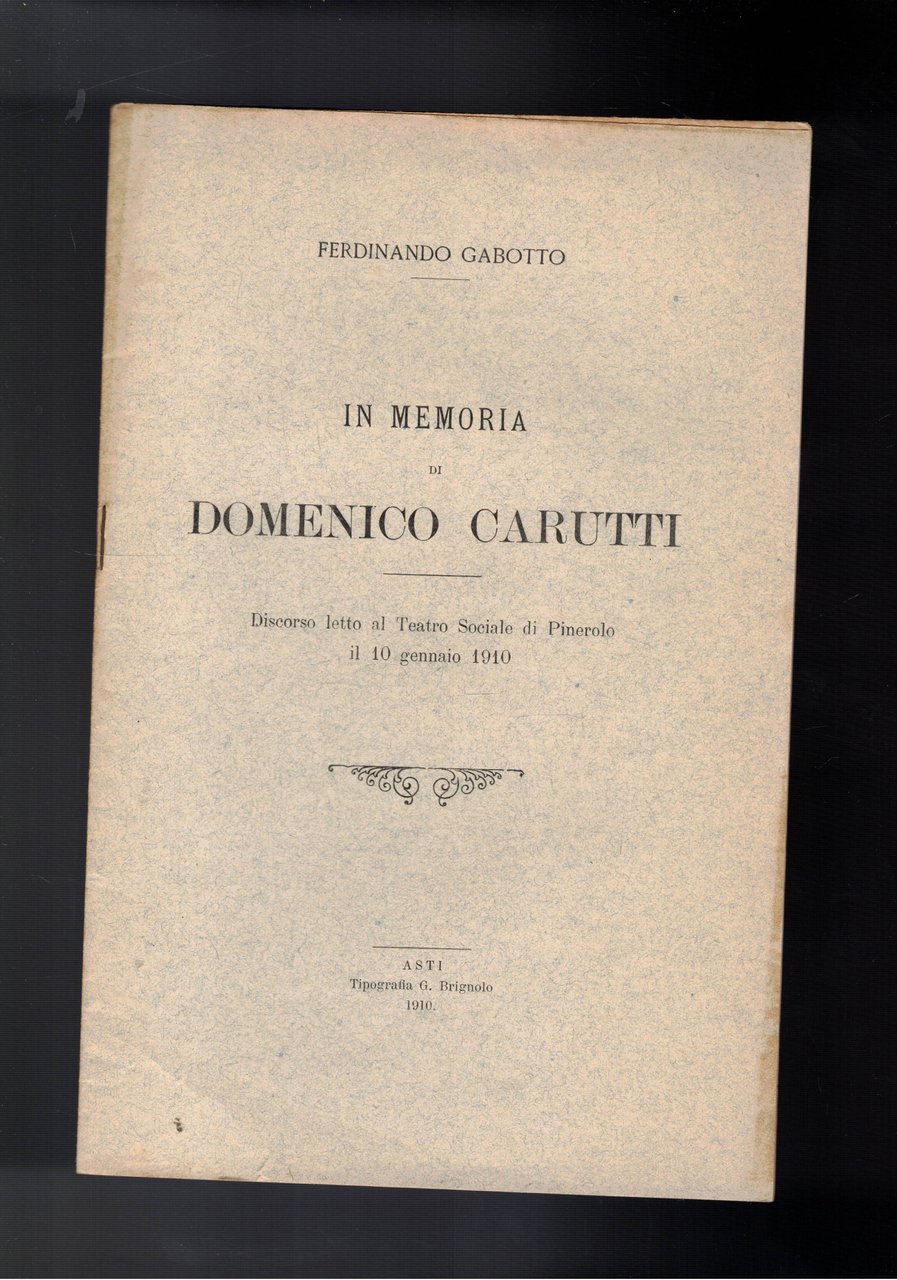 FERDINANDO GABOTTO
IN MEMORIA
DI
DOMENICO CARUTTI
Discorso letto al Teatro Sociale di Pinerolo
il 10 gennaio 1910
ASTI
Tipografia G. Brignolo
1910.